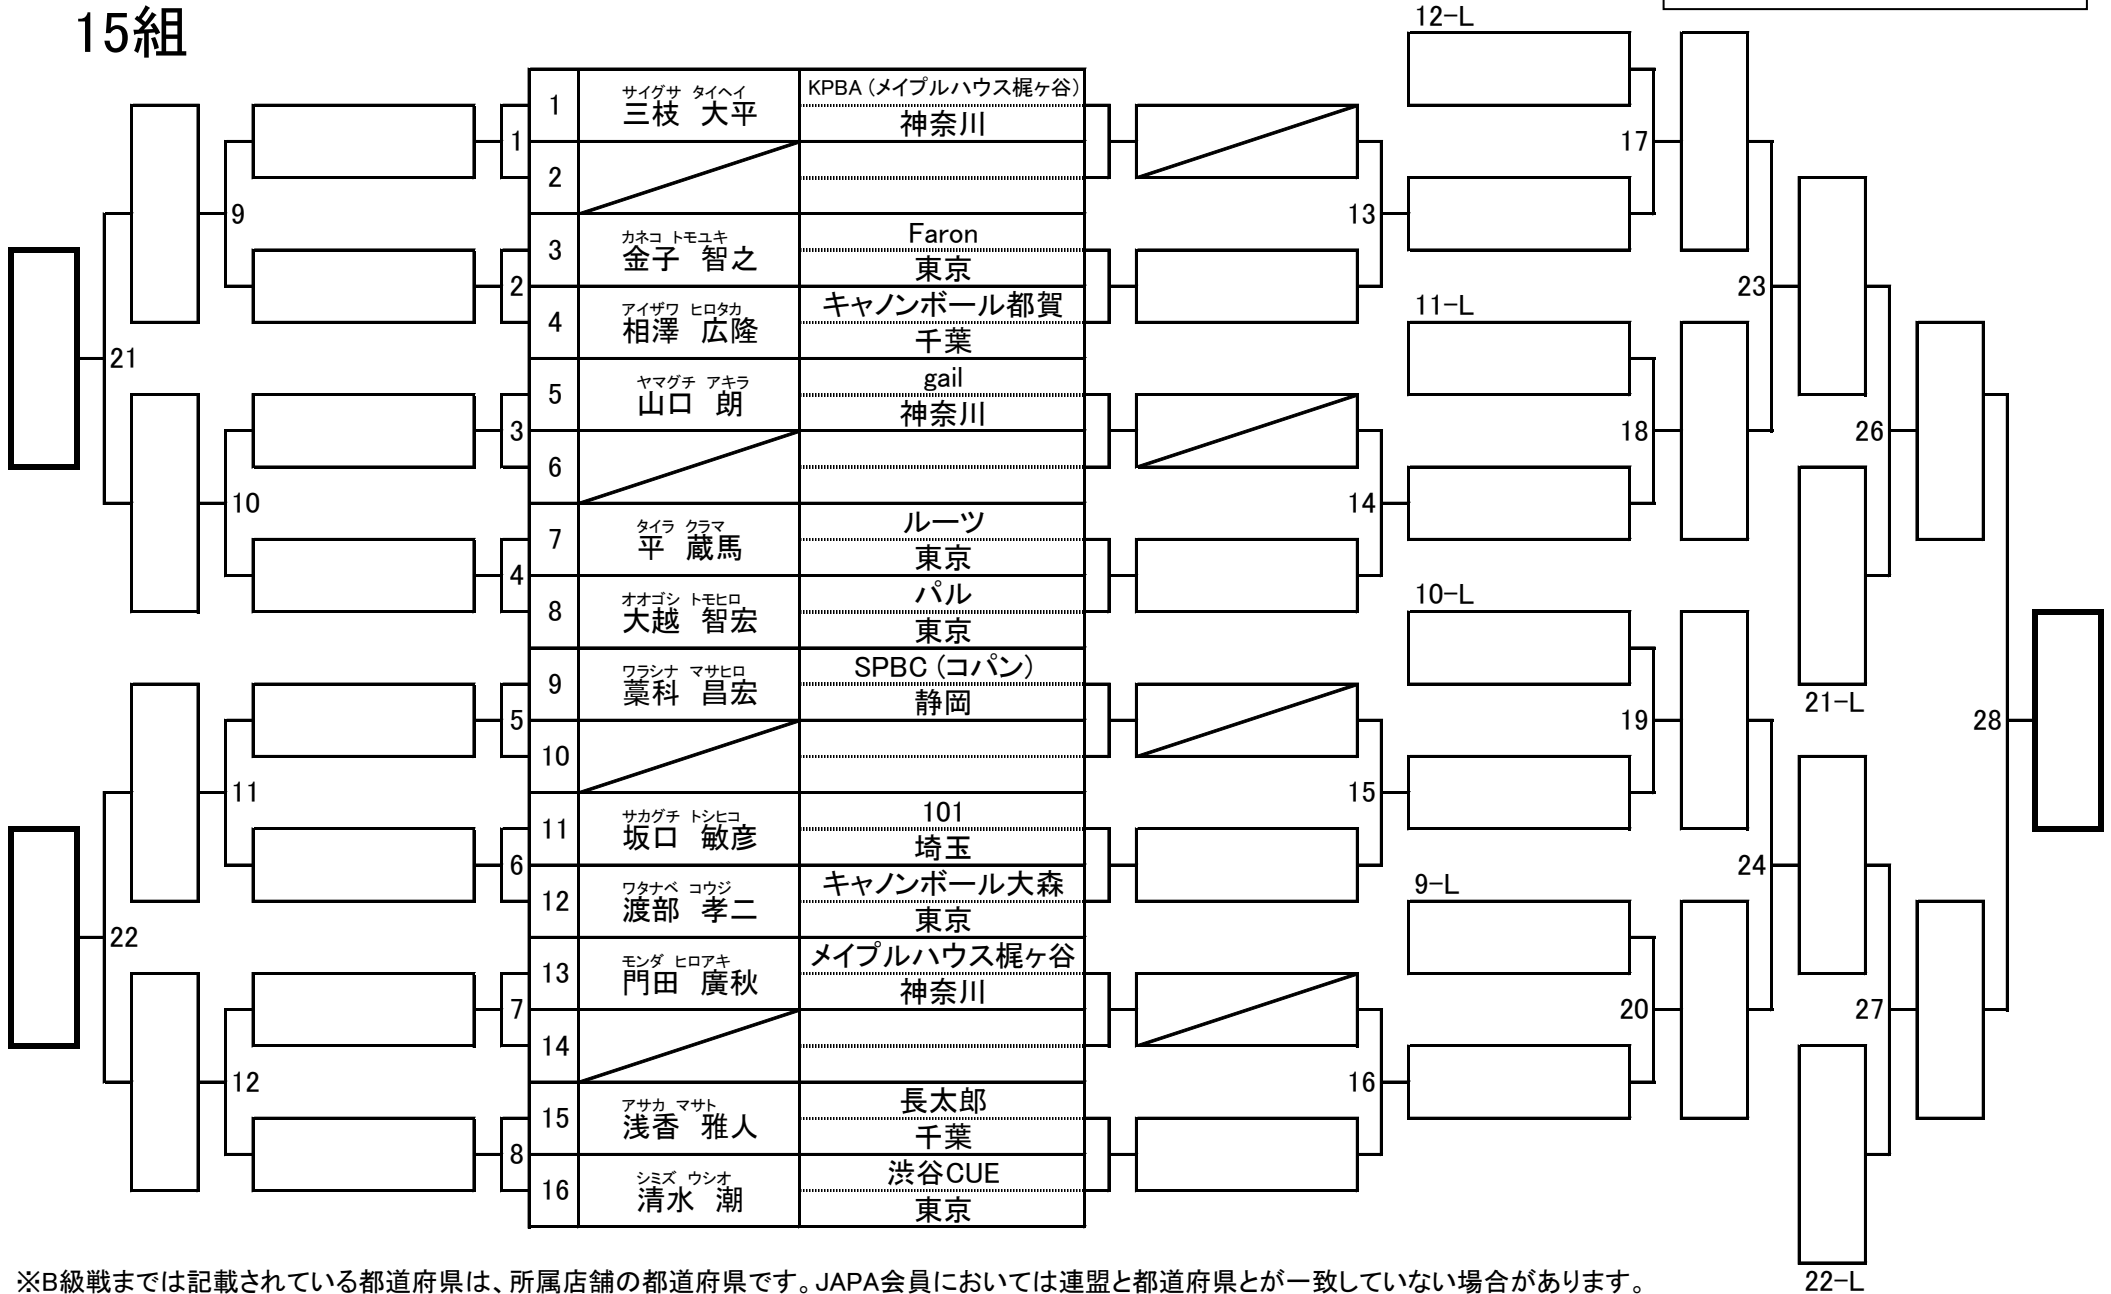 15組
12-L
1
サイグサ タイヘイ
三枝 大平
KPBA（メイプルハウス梶ヶ谷）
神奈川
1
2
17
9
13
3
カネコ トモユキ
金子 智之
Faron
東京
2
4
アイザワ ヒロタカ
相澤 広隆
キャノンボール都賀
千葉
23
11-L
21
5
ヤマグチ アキラ
山口 朗
gail
神奈川
3
6
18
26
10
14
7
タイラ クラマ
平 蔵馬
ルーツ
東京
4
8
オオゴシ トモヒロ
大越 智宏
パル
東京
10-L
9
ワラシナ マサヒロ
藁科 昌宏
SPBC（コパン）
静岡
21-L
5
10
19
28
11
15
11
サカグチ トシヒコ
坂口 敏彦
101
埼玉
6
12
ワタナベ コウジ
渡部 孝二
キャノンボール大森
東京
24
9-L
22
13
モンダ ヒロアキ
門田 廣秋
メイプルハウス梶ヶ谷
神奈川
7
14
20
27
12
16
15
アサカ マサト
浅香 雅人
長太郎
千葉
8
16
シミズ ウシオ
清水 潮
渋谷CUE
東京
※B級戦までは記載されている都道府県は、所属店舗の都道府県です。JAPA会員においては連盟と都道府県とが一致していない場合があります。
22-L